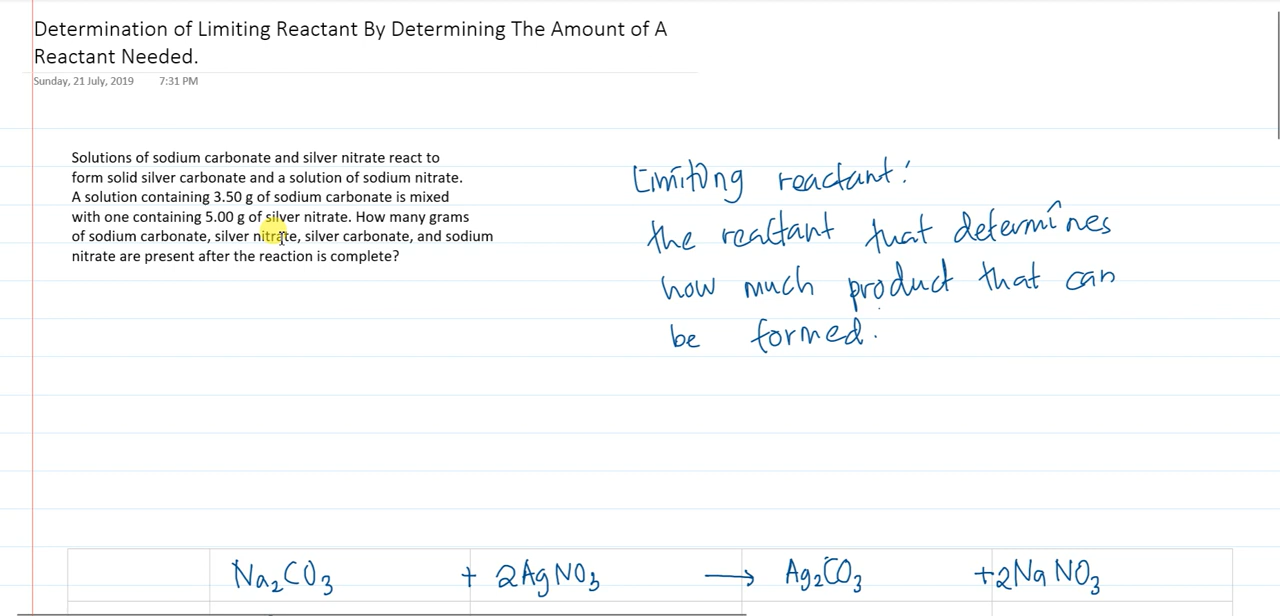 Determination of Limiting Reactant By Determining The Amount of A
Reactant Needed.
Sunday, 21 July, 2019 7:31 PM
Solutions of sodium carbonate and silver nitrate react to
form solid silver carbonate and a solution of sodium nitrate.
A solution containing 3.50 g of sodium carbonate is mixed
with one containing 5.00 g of silver nitrate. How many grams
of sodium carbonate, silver nitrate, silver carbonate, and sodium
nitrate are present after the reaction is complete?
Limiting reactant:
the reactant that determines
how much product that can
be formed.
Na₂CO₃ + 2AgNO₃ → Ag₂CO₃ + 2NaNO₃